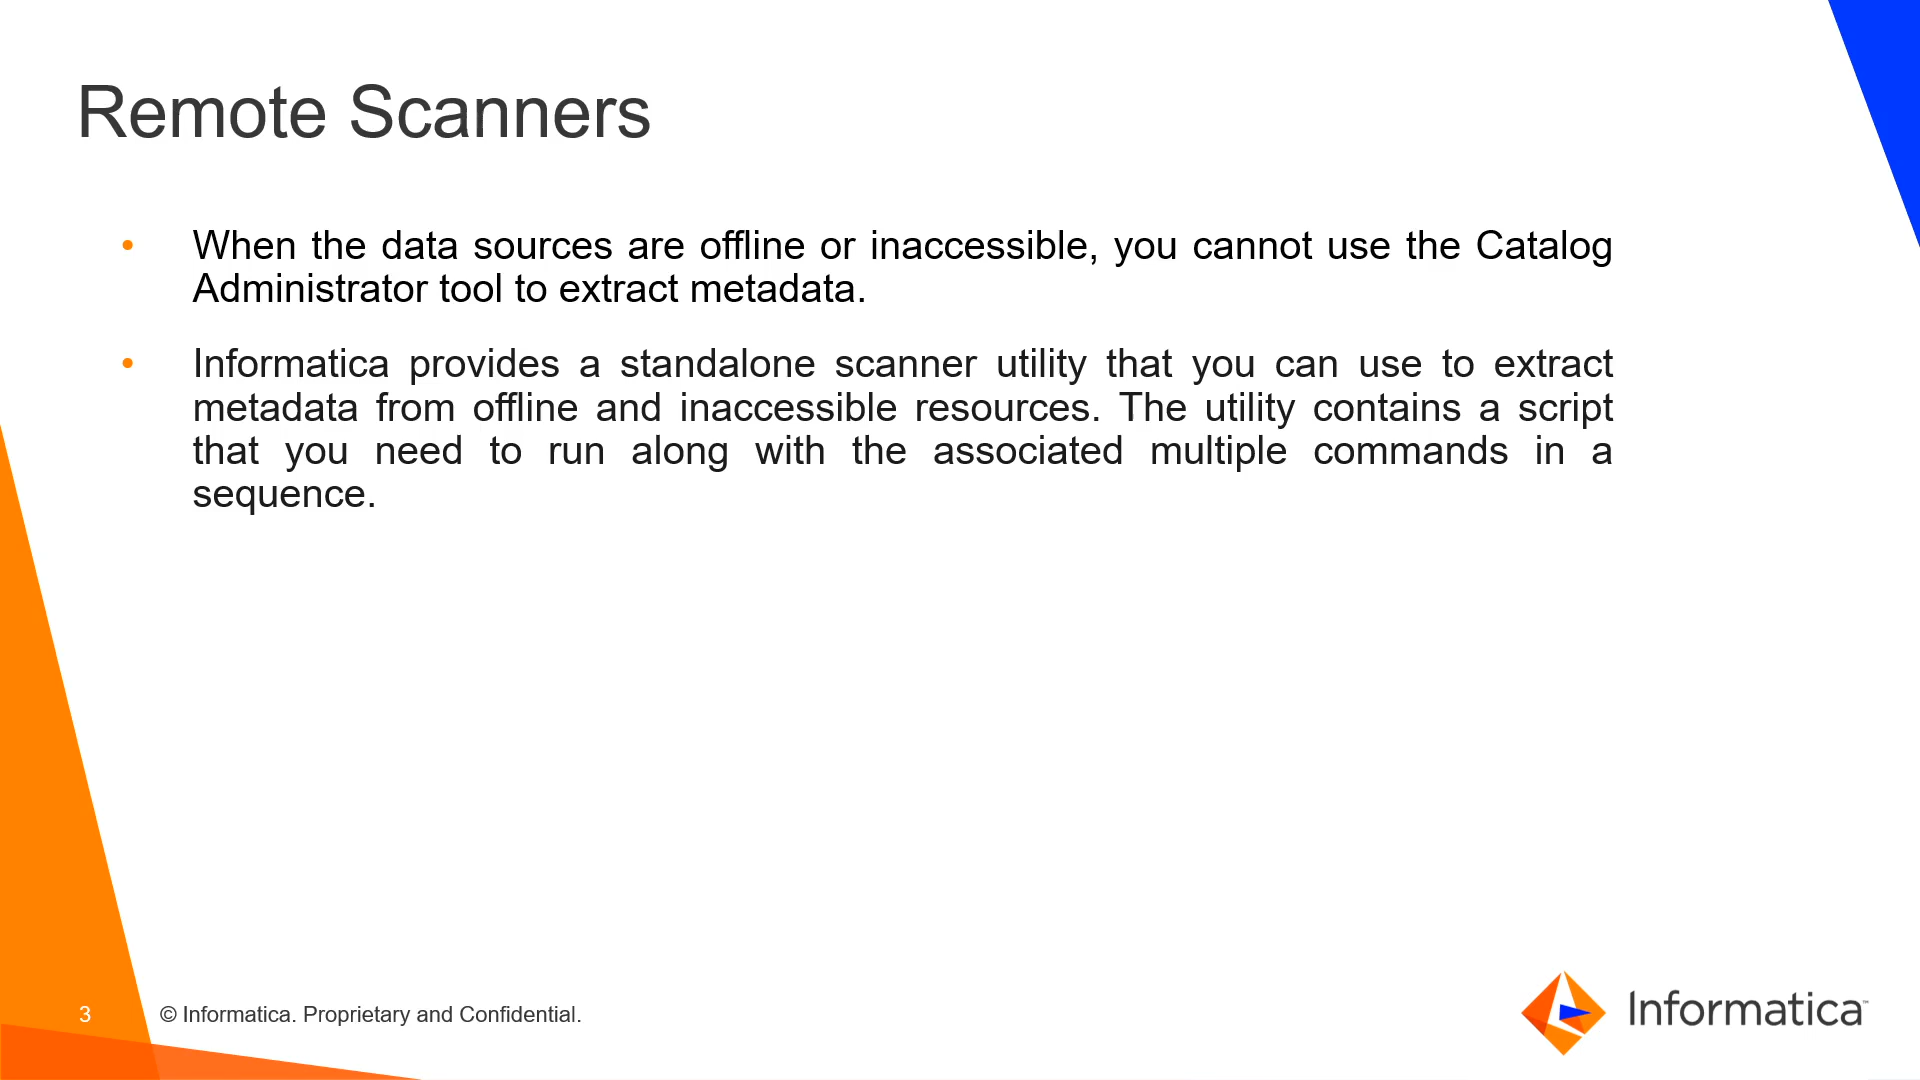 Remote Scanners
• When the data sources are offline or inaccessible, you cannot use the Catalog
Administrator tool to extract metadata.
• Informatica provides a standalone scanner utility that you can use to extract
metadata from offline and inaccessible resources. The utility contains a script
that you need to run along with the associated multiple commands in a
sequence.
3
© Informatica. Proprietary and Confidential.
Informatica™